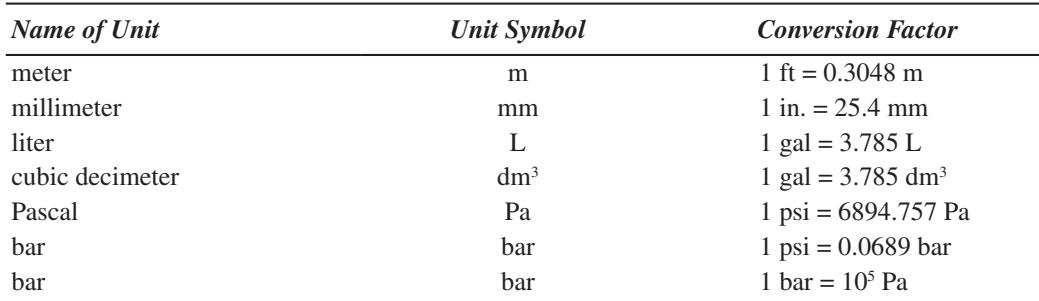 Name of Unit Unit Symbol Conversion Factor
meter m 1 ft = 0.3048 m
millimeter mm 1 in. = 25.4 mm
liter L 1 gal = 3.785 L
cubic decimeter dm³ 1 gal = 3.785 dm³
Pascal Pa 1 psi = 6894.757 Pa
bar bar 1 psi = 0.0689 bar
bar bar 1 bar = 10⁵ Pa